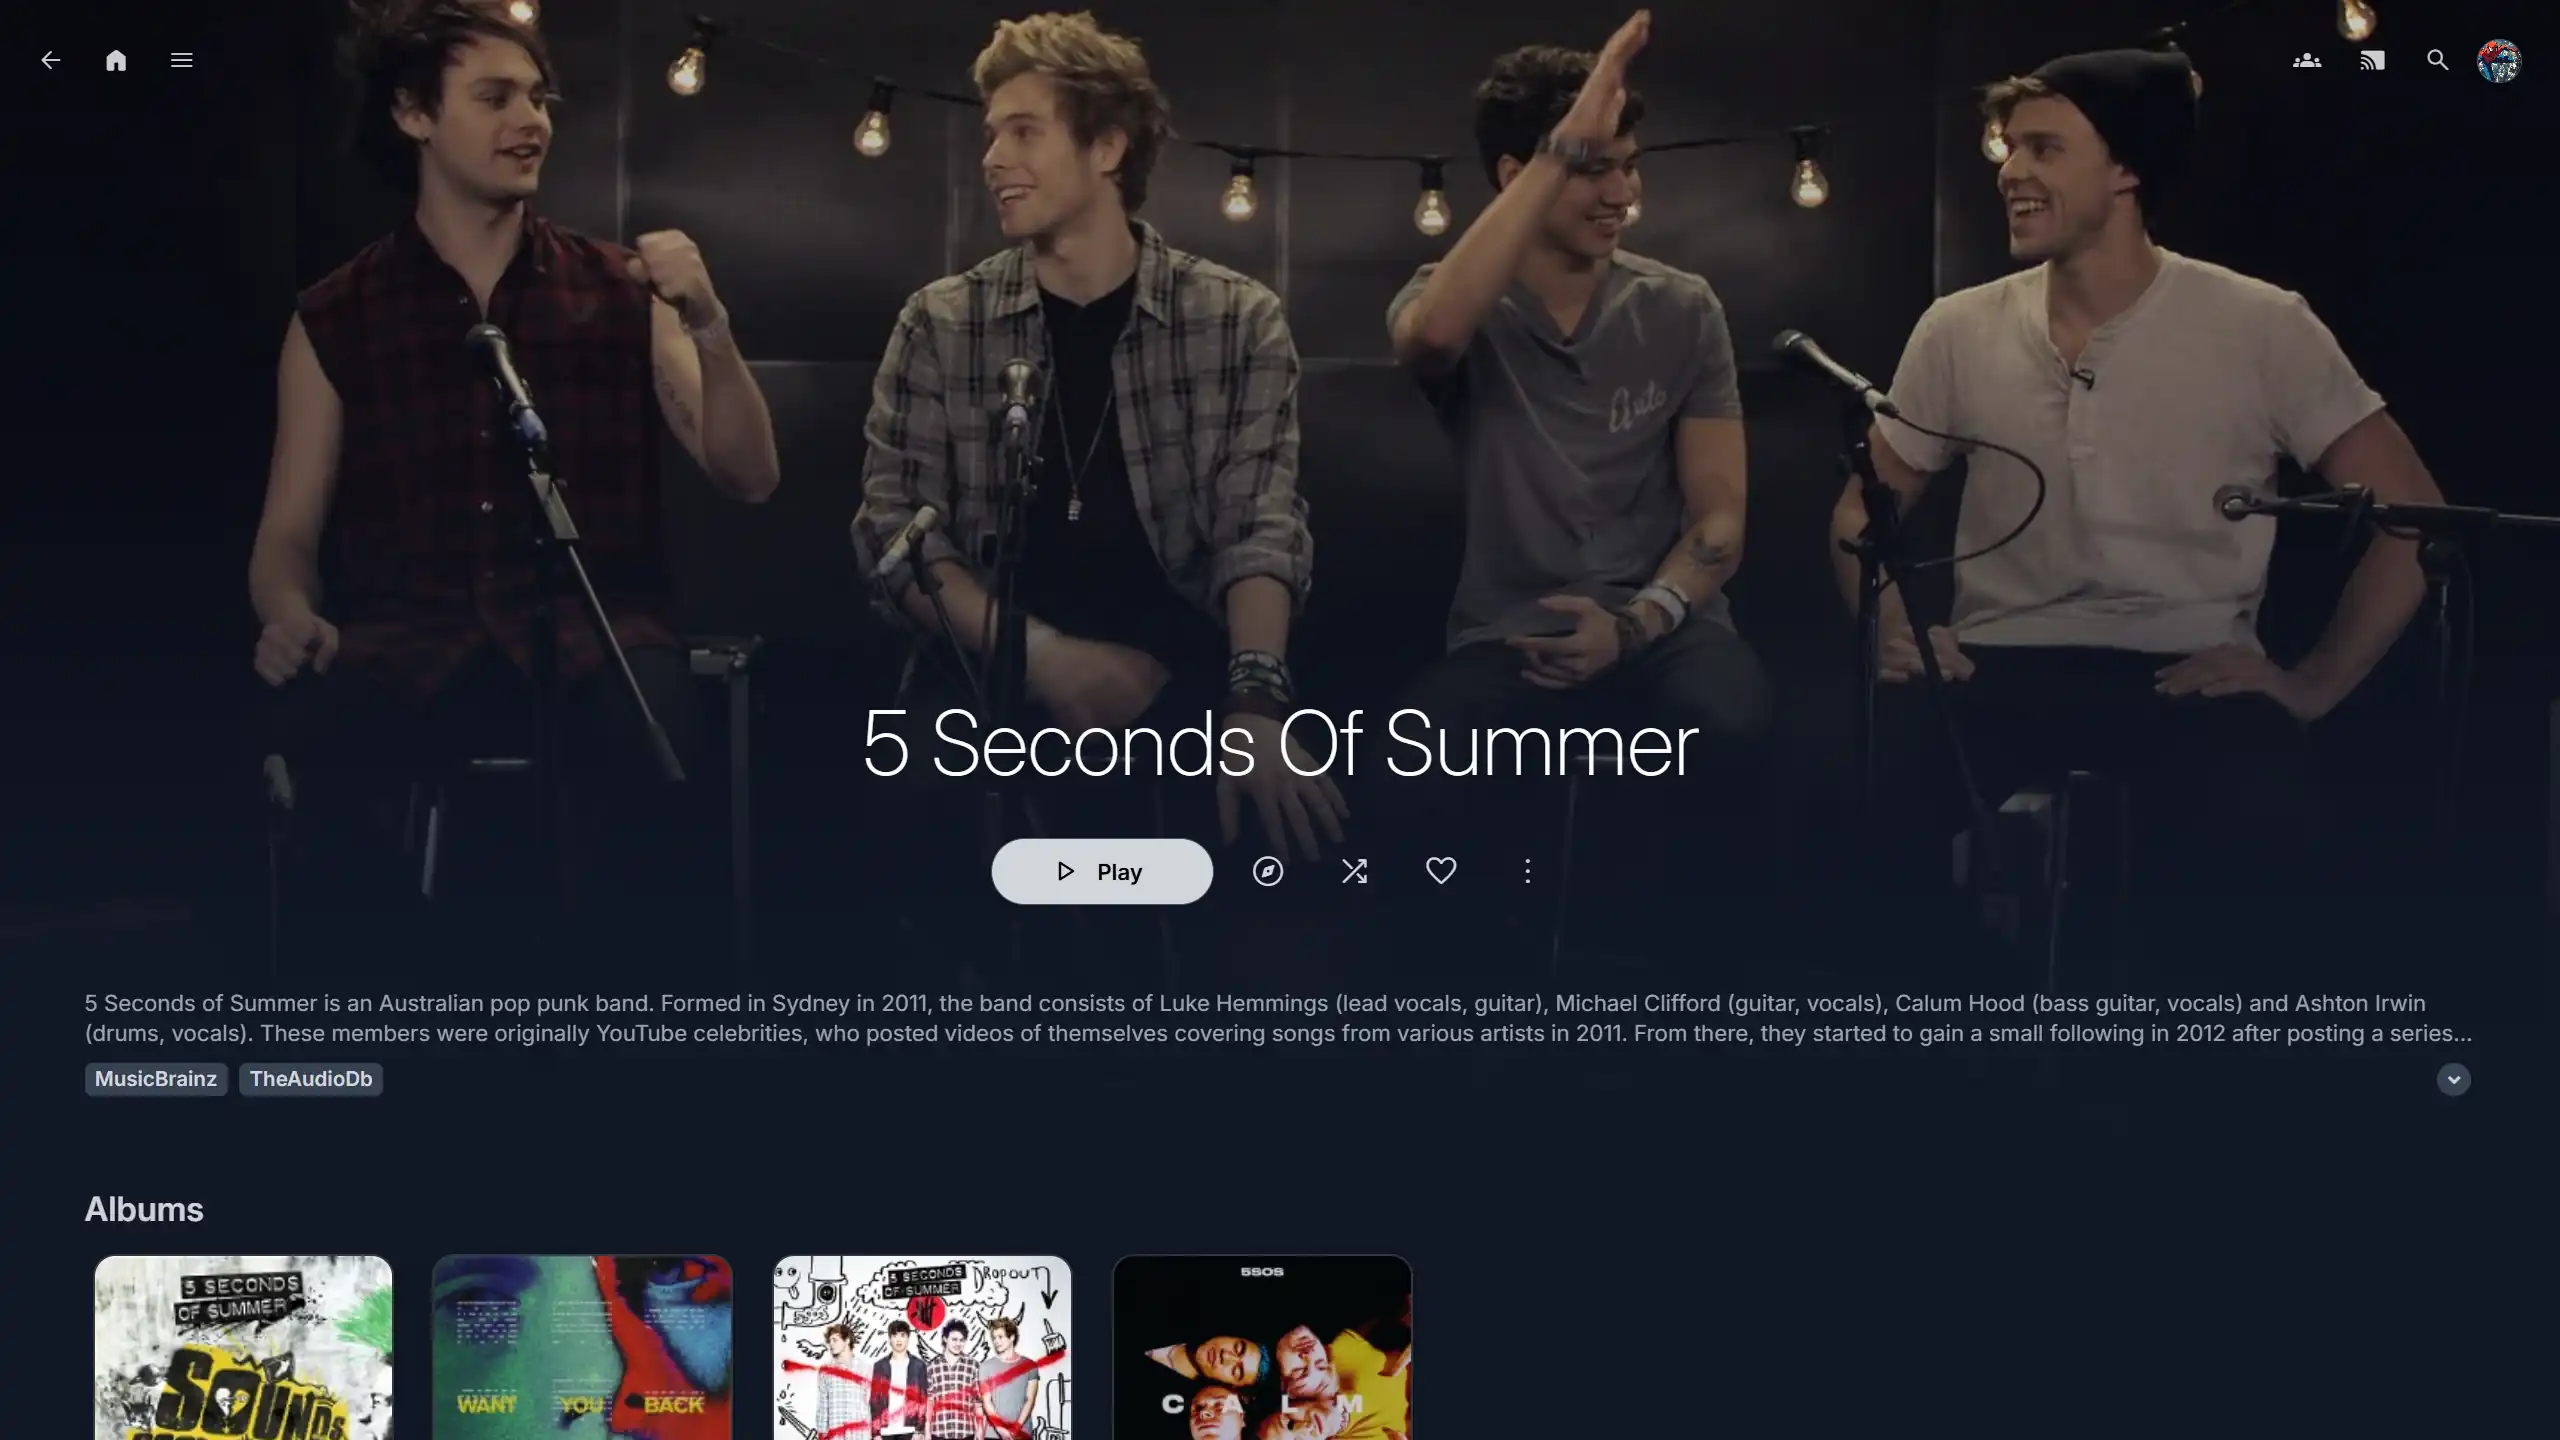 5 Seconds Of Summer
Play
5 Seconds of Summer is an Australian pop punk band. Formed in Sydney in 2011, the band consists of Luke Hemmings (lead vocals, guitar), Michael Clifford (guitar, vocals), Calum Hood (bass guitar, vocals) and Ashton Irwin
(drums, vocals). These members were originally YouTube celebrities, who posted videos of themselves covering songs from various artists in 2011. From there, they started to gain a small following in 2012 after posting a series...
MusicBrainz TheAudioDb
Albums
5 SECONDS
OF SUMMER
SOUNDS
WANT YOU BACK
5 SECONDS
OF SUMMER
DROPOUT
5SOS
C A L M